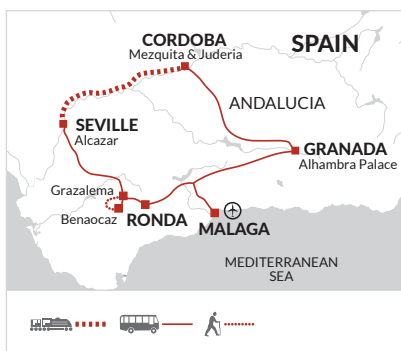 CORDOBA
Mezquita & Juderia
SPAIN
ANDALUCIA
SEVILLE
Alcazar
GRANADA
Alhambra Palace
Grazalema
Benaocaz
RONDA
MALAGA
MEDITERRANEAN
SEA